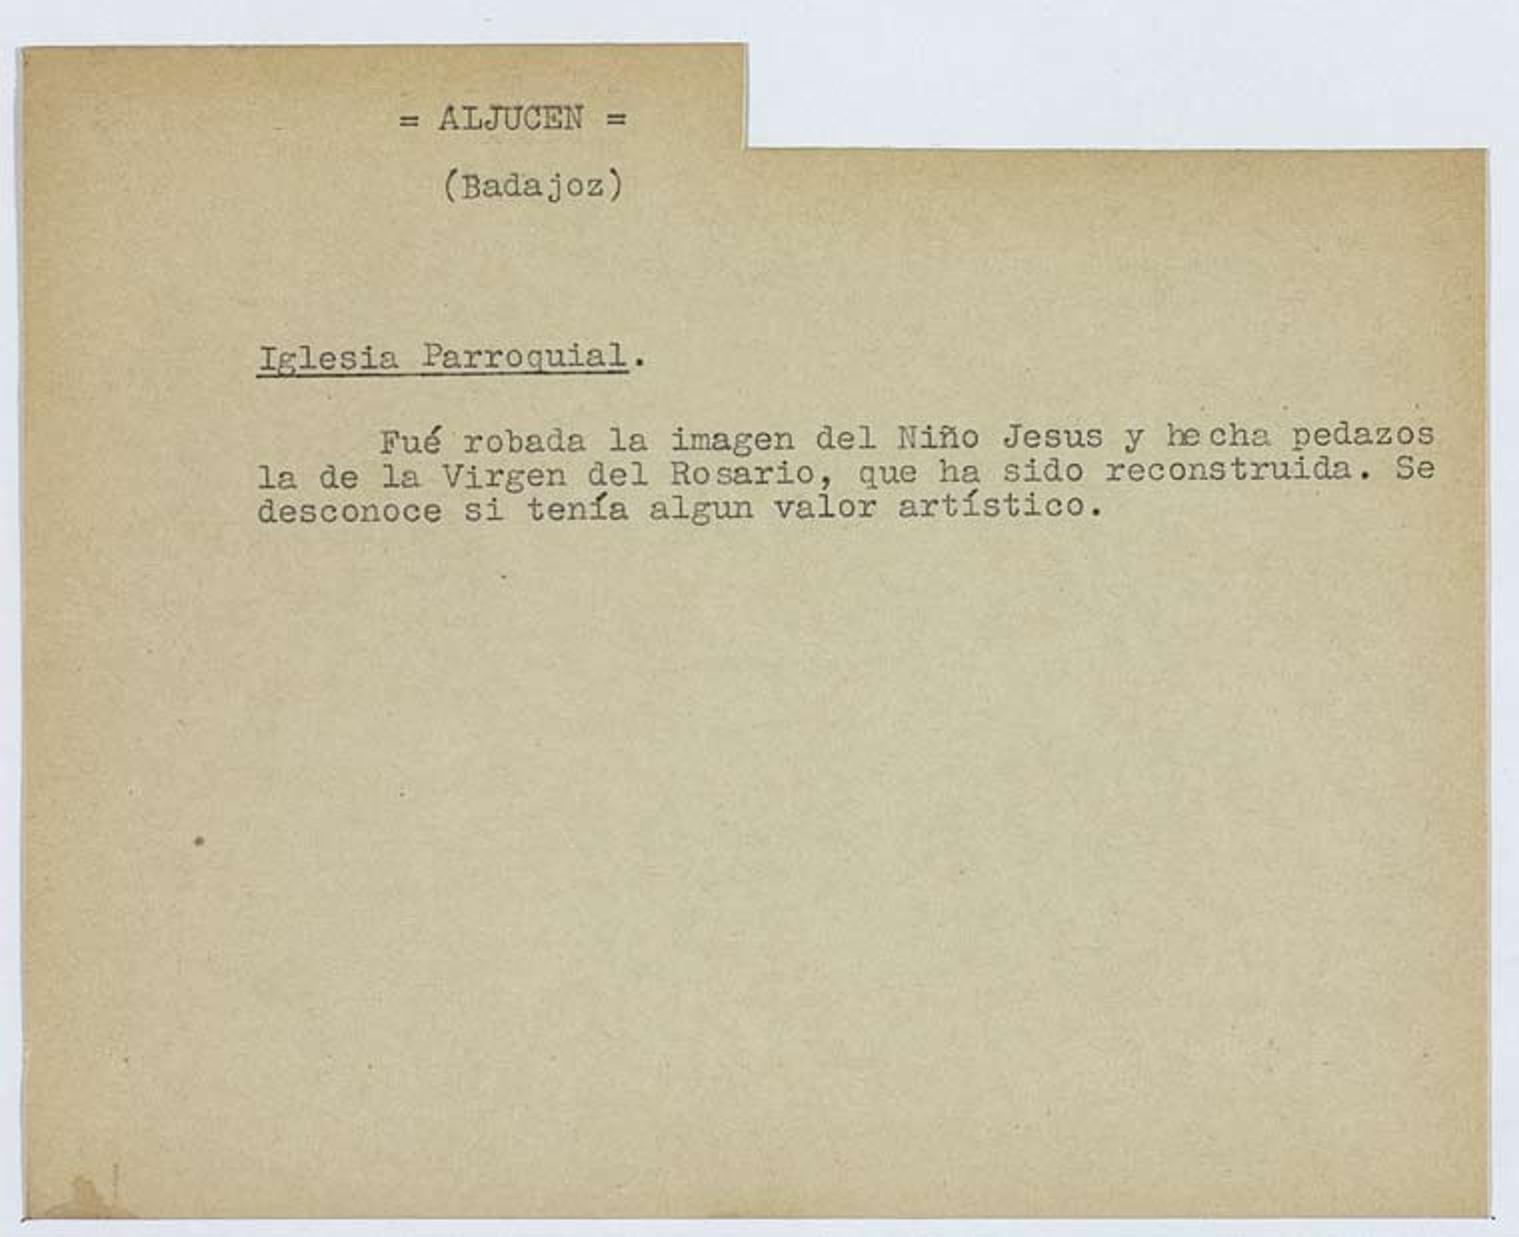 = ALJUCEN =
(Badajoz)
Iglesia Parroquial.
Fué robada la imagen del Niño Jesus y hecha pedazos
la de la Virgen del Rosario, que ha sido reconstruida. Se
desconoce si tenía algun valor artístico.